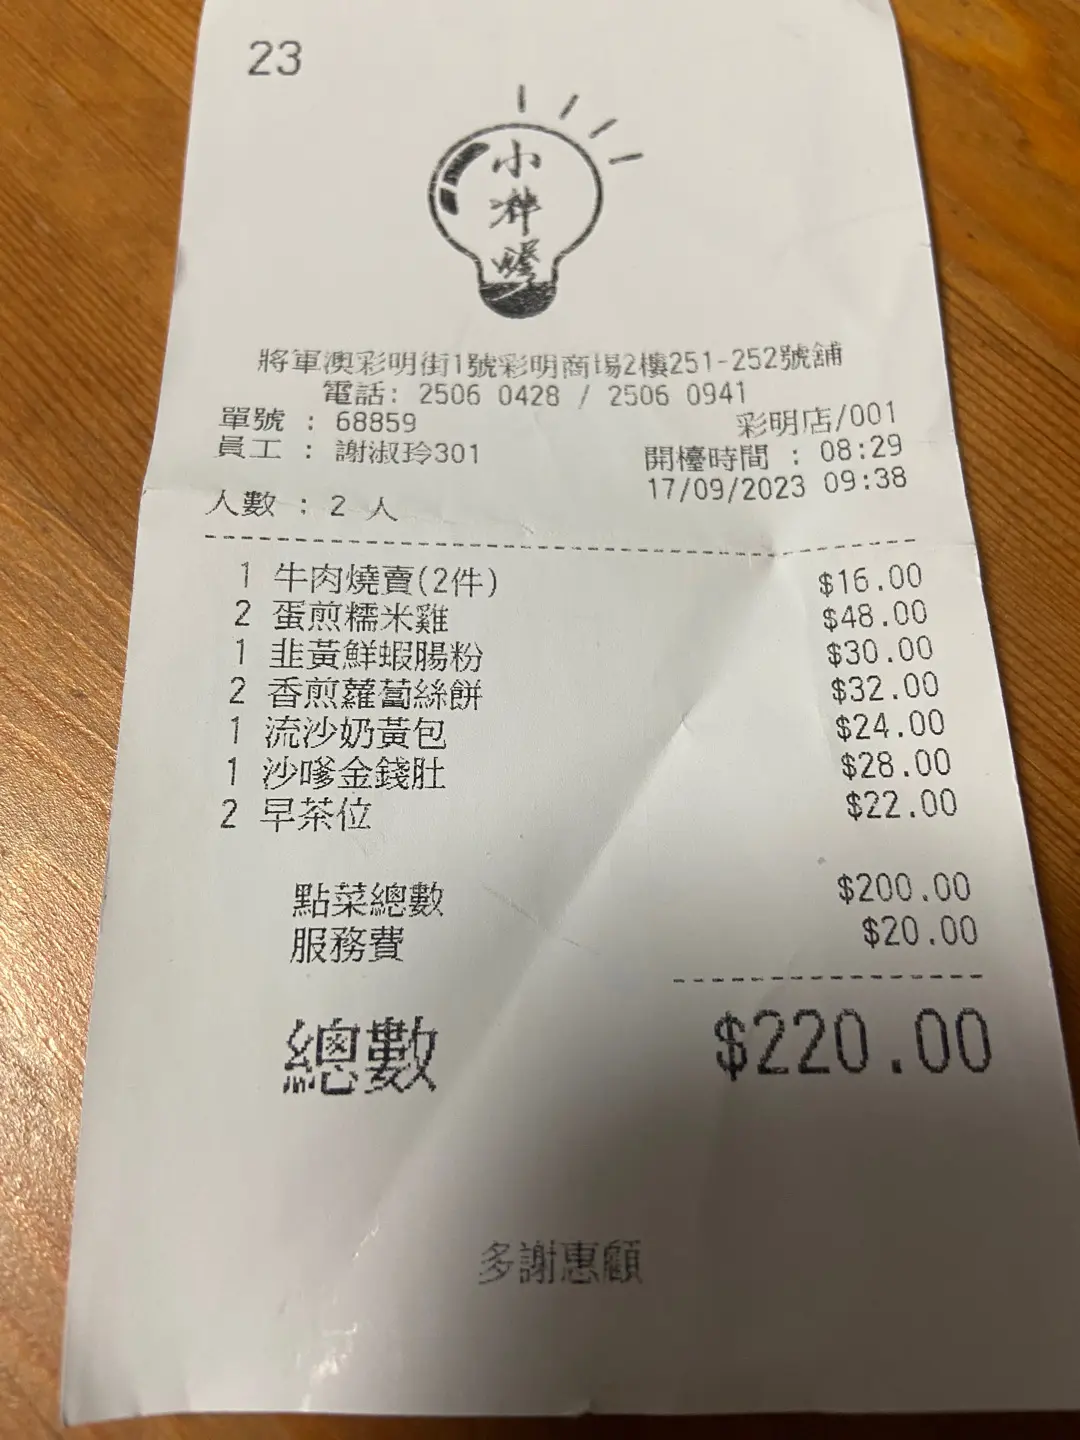 23
小
將軍澳彩明街1號彩明商場2樓251-252號舖
電話: 2506 0428 / 2506 0941
單號 : 68859 彩明店/001
員工 : 謝淑玲301 開檯時間 : 08:29
人數 : 2 人 17/09/2023 09:38
1 牛肉燒賣(2件) $16.00
2 蛋煎糯米雞 $48.00
1 韭黃鮮蝦腸粉 $30.00
2 香煎蘿蔔絲餅 $32.00
1 流沙奶黃包 $24.00
1 沙嗲金錢肚 $28.00
2 早茶位 $22.00
點菜總數 $200.00
服務費 $20.00
總數 $220.00
多謝惠顧